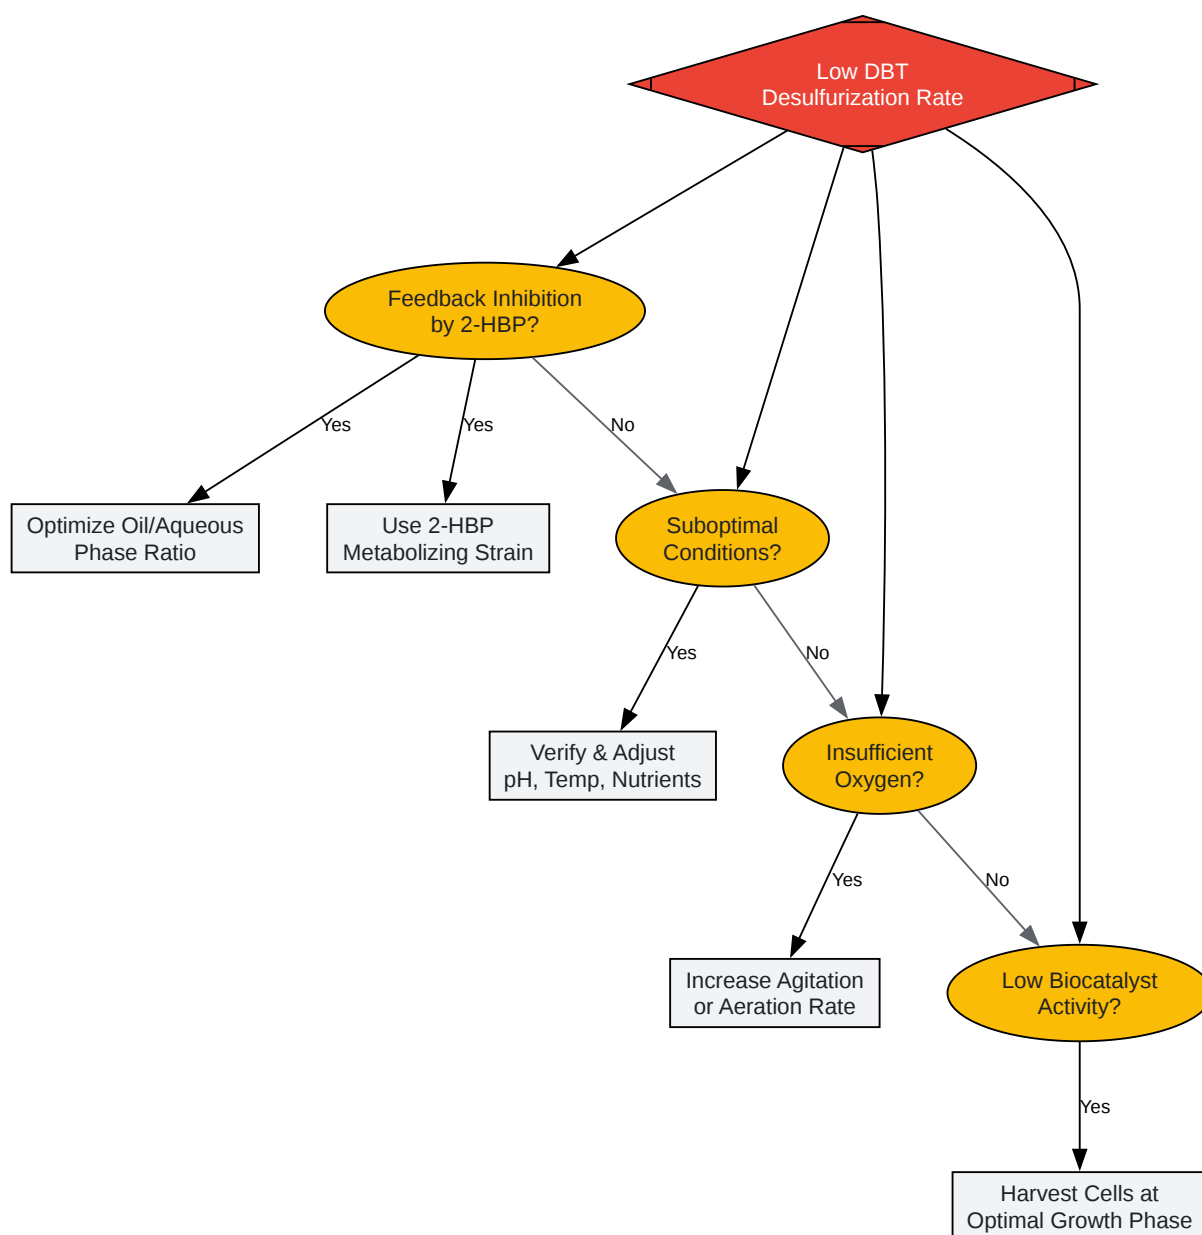 Low DBT
Desulfurization Rate
Feedback Inhibition
by 2-HBP?
Yes
Yes
No
Optimize Oil/Aqueous
Phase Ratio
Use 2-HBP
Metabolizing Strain
Suboptimal
Conditions?
Yes
No
Verify & Adjust
pH, Temp, Nutrients
Insufficient
Oxygen?
Yes
No
Increase Agitation
or Aeration Rate
Low Biocatalyst
Activity?
Yes
Harvest Cells at
Optimal Growth Phase